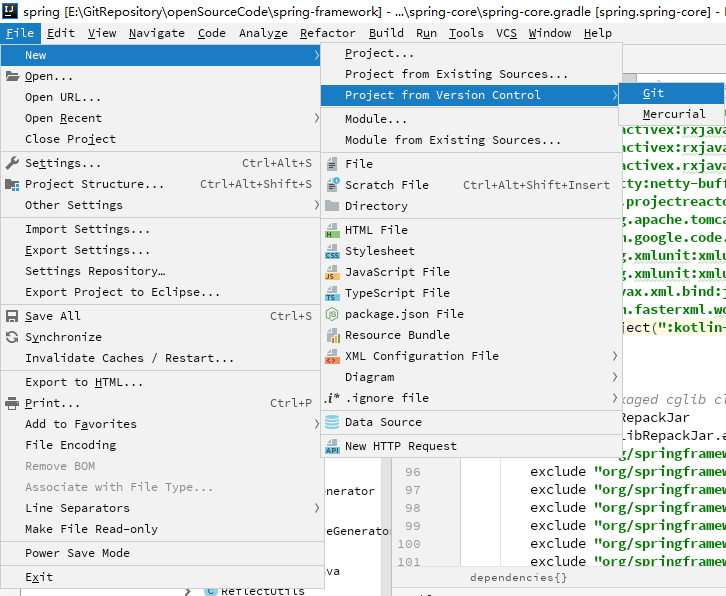 spring [E:\GitRepository\openSourceCode\spring-framework] - ...\spring-core\spring-core.gradle [spring.spring-core] -
File Edit View Navigate Code Analyze Refactor Build Run Tools VCS Window Help
New
Open...
Open URL...
Open Recent
Close Project
Settings... Ctrl+Alt+S
Project Structure... Ctrl+Alt+Shift+S
Other Settings
Import Settings...
Export Settings...
Settings Repository…
Export Project to Eclipse...
Save All Ctrl+S
Synchronize
Invalidate Caches / Restart...
Export to HTML...
Print... Ctrl+P
Add to Favorites
File Encoding
Remove BOM
Associate with File Type...
Line Separators
Make File Read-only
Power Save Mode
Exit
Project...
Project from Existing Sources...
Project from Version Control
Module...
Module from Existing Sources...
File
Scratch File Ctrl+Alt+Shift+Insert
Directory
HTML File
Stylesheet
JavaScript File
TypeScript File
package.json File
Resource Bundle
XML Configuration File
Diagram
.i* .ignore file
Data Source
New HTTP Request
Git
Mercurial
activex:rxjava
activex:rxjava
activex.rxjava
tty:netty-buff
.projectreacto
g.apache.tomca
m.google.code.
g.xmlunit:xmlu
g.xmlunit:xmlu
vax.xml.bind:j
m.fasterxml.wo
ject(":kotlin-
kaged cglib cl
RepackJar
libRepackJar.a
"org/springframew
96 exclude "org/springframew
97 exclude "org/springframew
98 exclude "org/springframew
99 exclude "org/springframew
100 exclude "org/springframew
101 exclude "org/springframew
dependencies{}
enerator
reGenerator
va
ReflectUtils